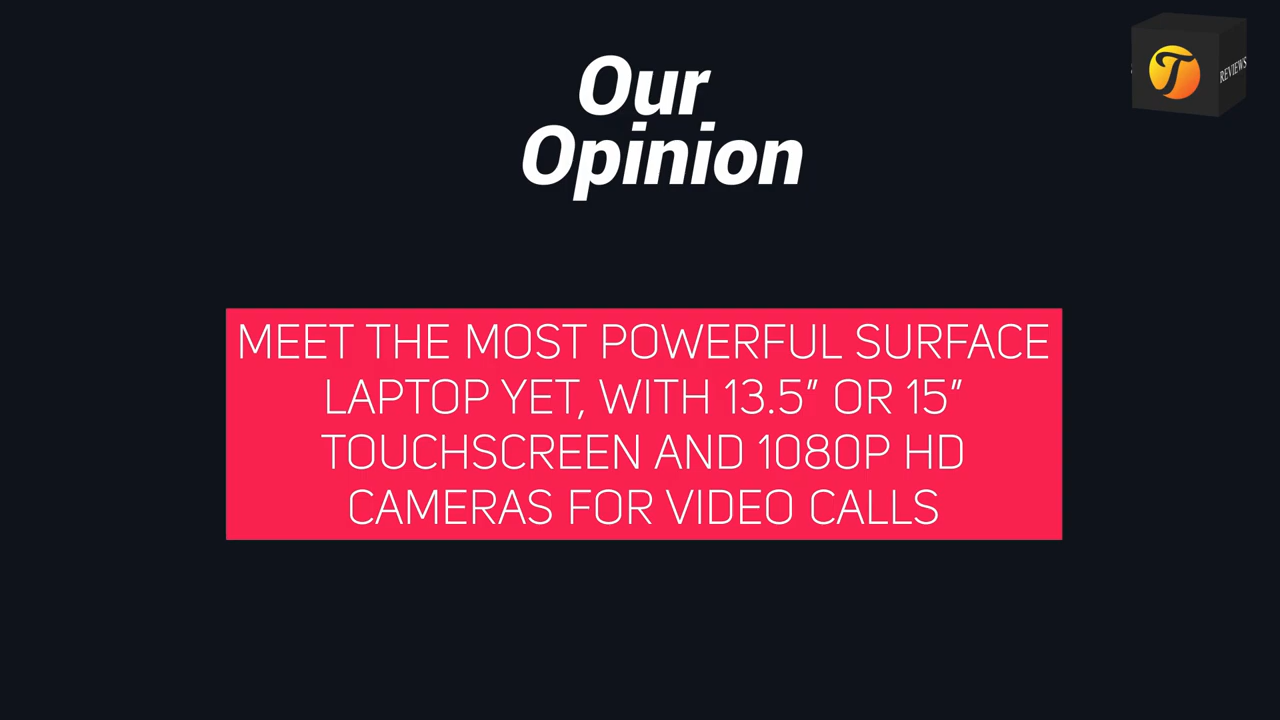 Our
Opinion
T
REVIEWS
MEET THE MOST POWERFUL SURFACE
LAPTOP YET, WITH 13.5” OR 15”
TOUCHSCREEN AND 1080P HD
CAMERAS FOR VIDEO CALLS